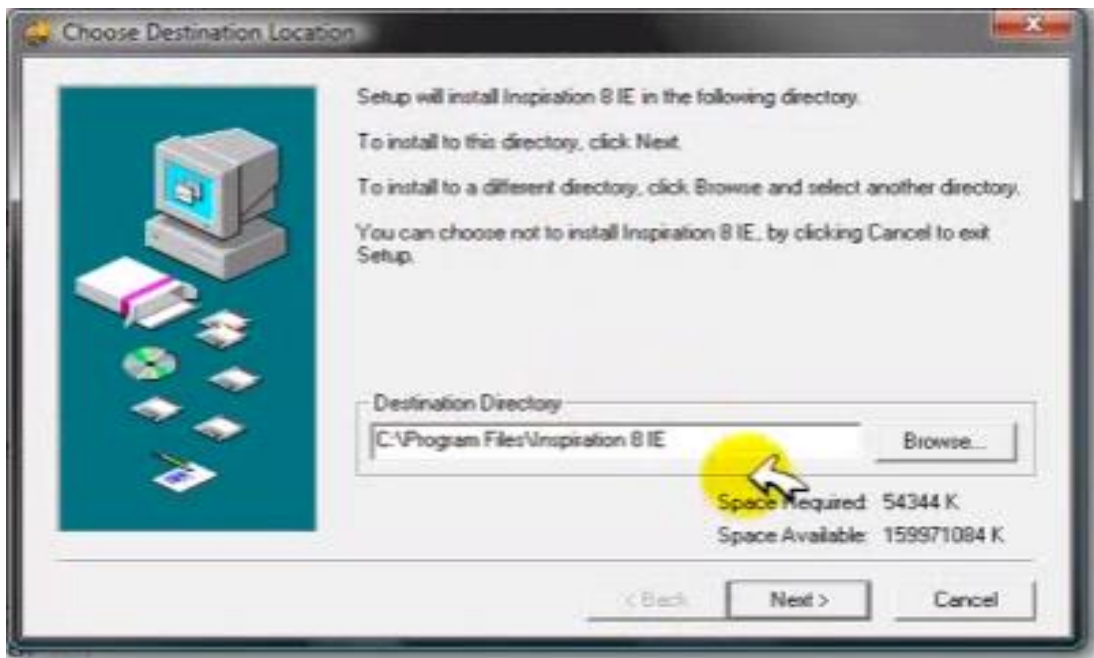 Choose Destination Location
Setup will install Inspiration 8 IE in the following directory.
To install to this directory, click Next.
To install to a different directory, click Browse and select another directory.
You can choose not to install Inspiration 8 IE, by clicking Cancel to exit
Setup.
Destination Directory
C:\Program Files\Inspiration 8 IE
Browse...
Space Required: 54344 K
Space Available: 159971084 K
< Back
Next >
Cancel